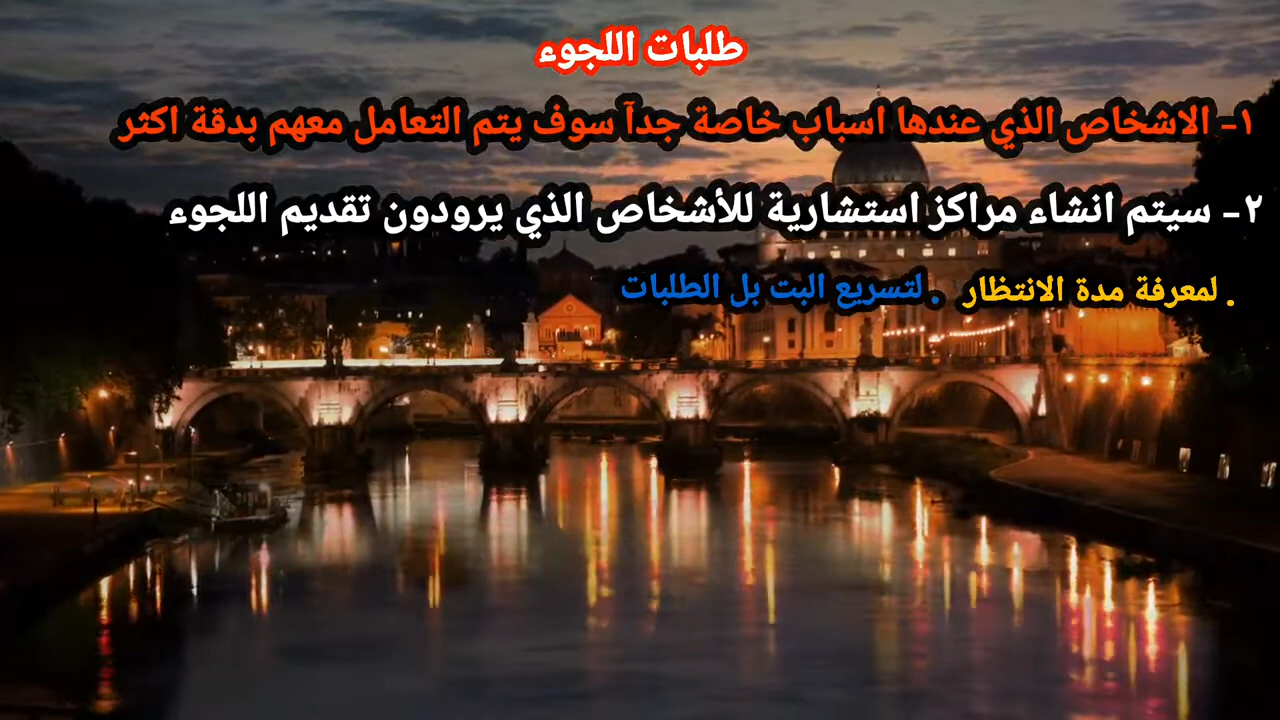 طلبات اللجوء
١- الاشخاص الذي عندها اسباب خاصة جدآ سوف يتم التعامل معهم بدقة اكثر
٢- سيتم انشاء مراكز استشارية للأشخاص الذي يرودون تقديم اللجوء
. لمعرفة مدة الانتظار . لتسريع البت بل الطلبات